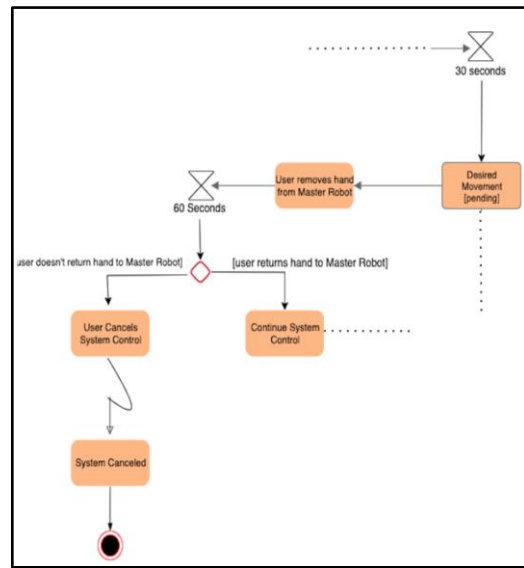 30 seconds
Desired
Movement
[pending]
User removes hand
from Master Robot
60 Seconds
user doesn't return hand to Master Robot]
[user returns hand to Master Robot]
User Cancels
System Control
Continue System
Control
System Canceled